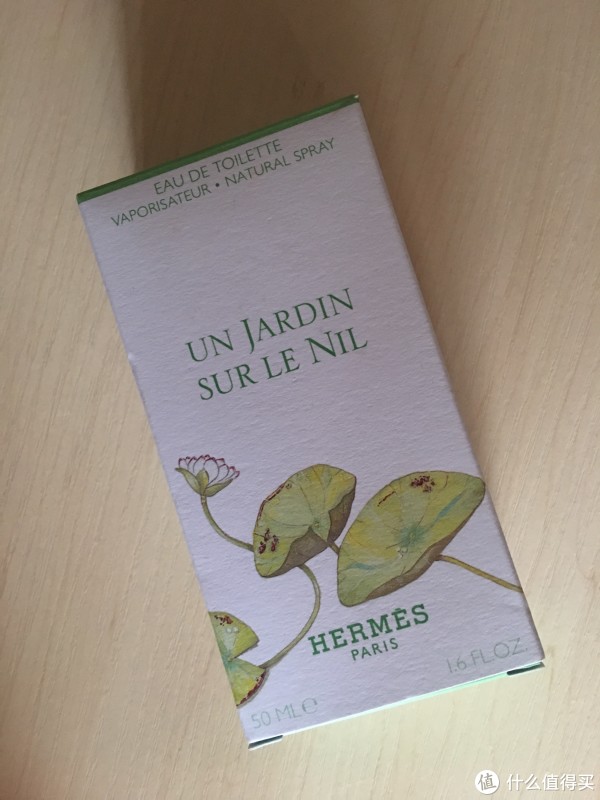 EAU DE TOILETTE
VAPORISATEUR • NATURAL SPRAY
UN JARDIN
SUR LE NIL
HERMÈS
PARIS
50 ML℮
1.6 FL.OZ.
值 什么值得买